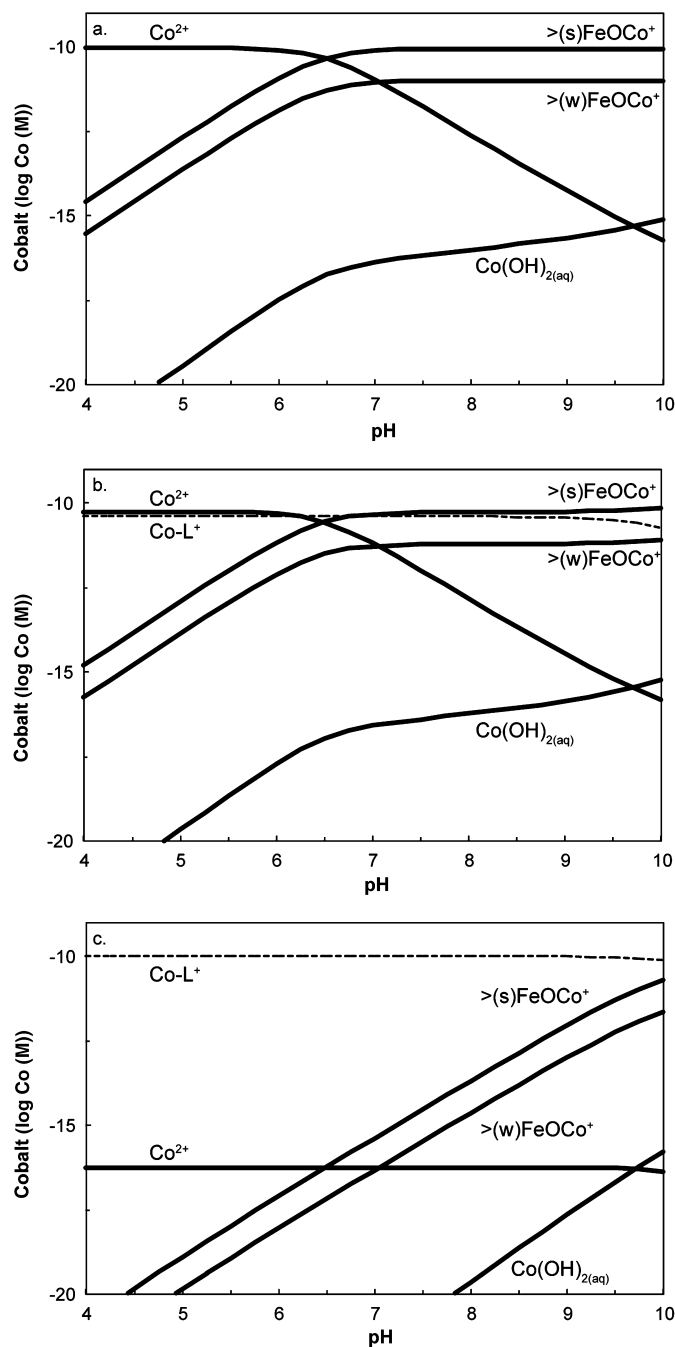 a.
Co²⁺
>(s)FeOCo⁺
>(w)FeOCo⁺
Co(OH)₂₍aq₎
Cobalt (log Co (M))
-10
-15
-20
4 5 6 7 8 9 10
pH
b.
Co²⁺
Co-L⁺
>(s)FeOCo⁺
>(w)FeOCo⁺
Co(OH)₂₍aq₎
Cobalt (log Co (M))
-10
-15
-20
4 5 6 7 8 9 10
pH
c.
Co-L⁺
>(s)FeOCo⁺
>(w)FeOCo⁺
Co²⁺
Co(OH)₂₍aq₎
Cobalt (log Co (M))
-10
-15
-20
4 5 6 7 8 9 10
pH